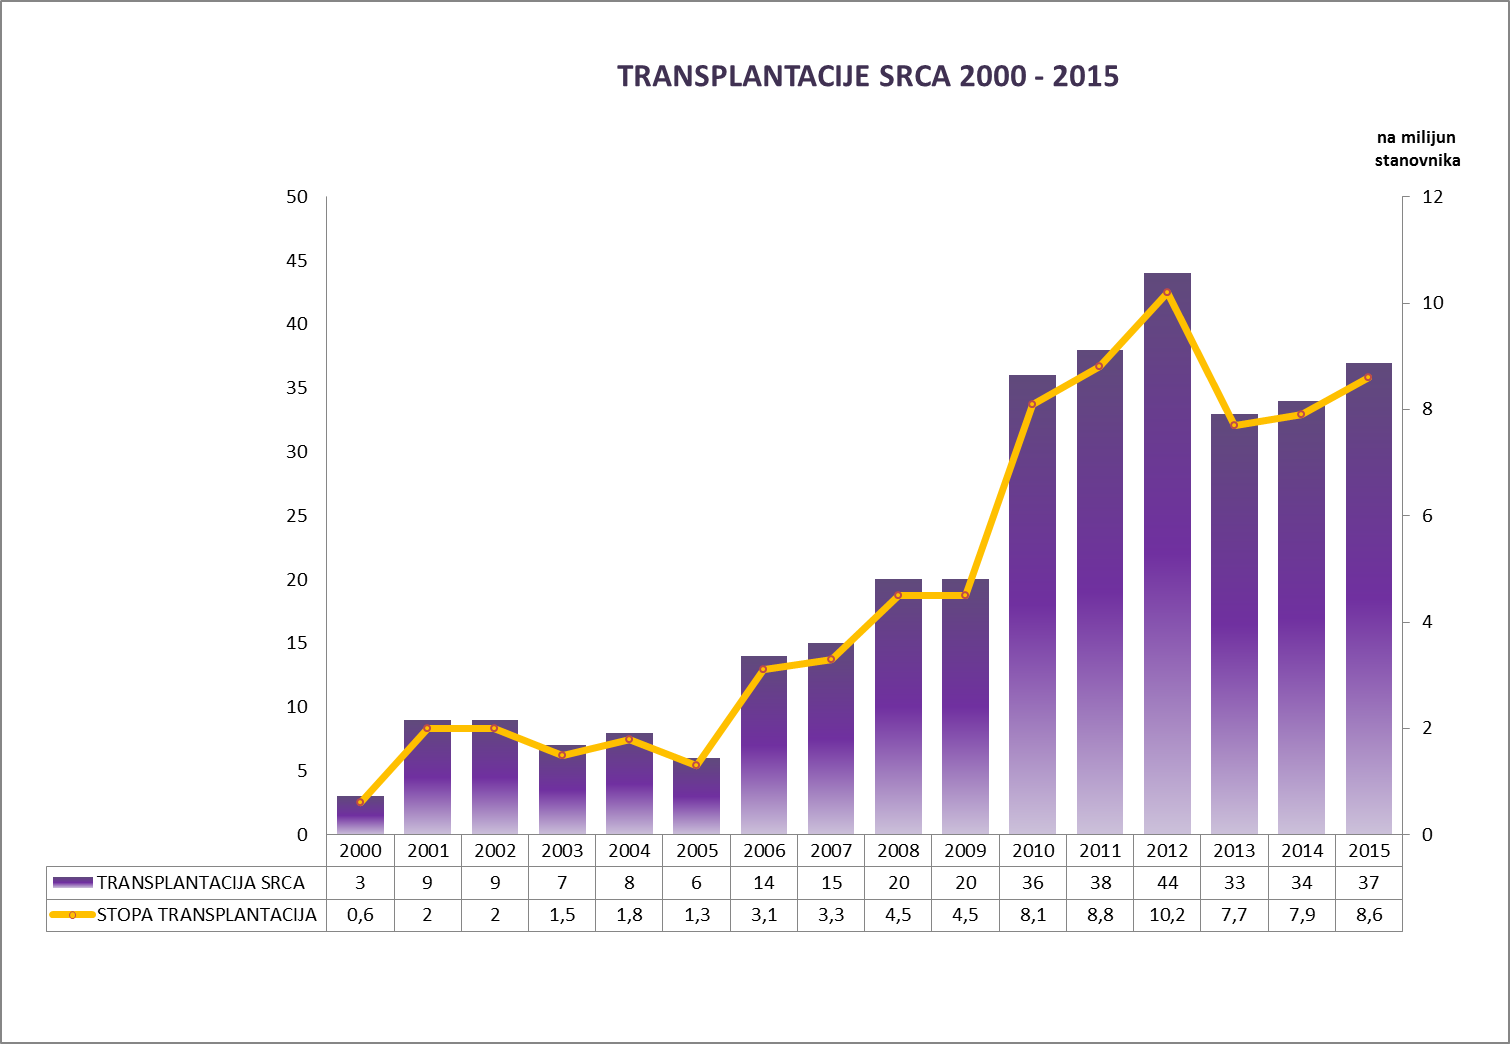 TRANSPLANTACIJE SRCA 2000 - 2015
na milijun
stanovnika
50 12
45
40 10
35
8
30
25 6
20
4
15
10
2
5
0 0
2000 2001 2002 2003 2004 2005 2006 2007 2008 2009 2010 2011 2012 2013 2014 2015
TRANSPLANTACIJA SRCA 3 9 9 7 8 6 14 15 20 20 36 38 44 33 34 37
STOPA TRANSPLANTACIJA 0,6 2 2 1,5 1,8 1,3 3,1 3,3 4,5 4,5 8,1 8,8 10,2 7,7 7,9 8,6